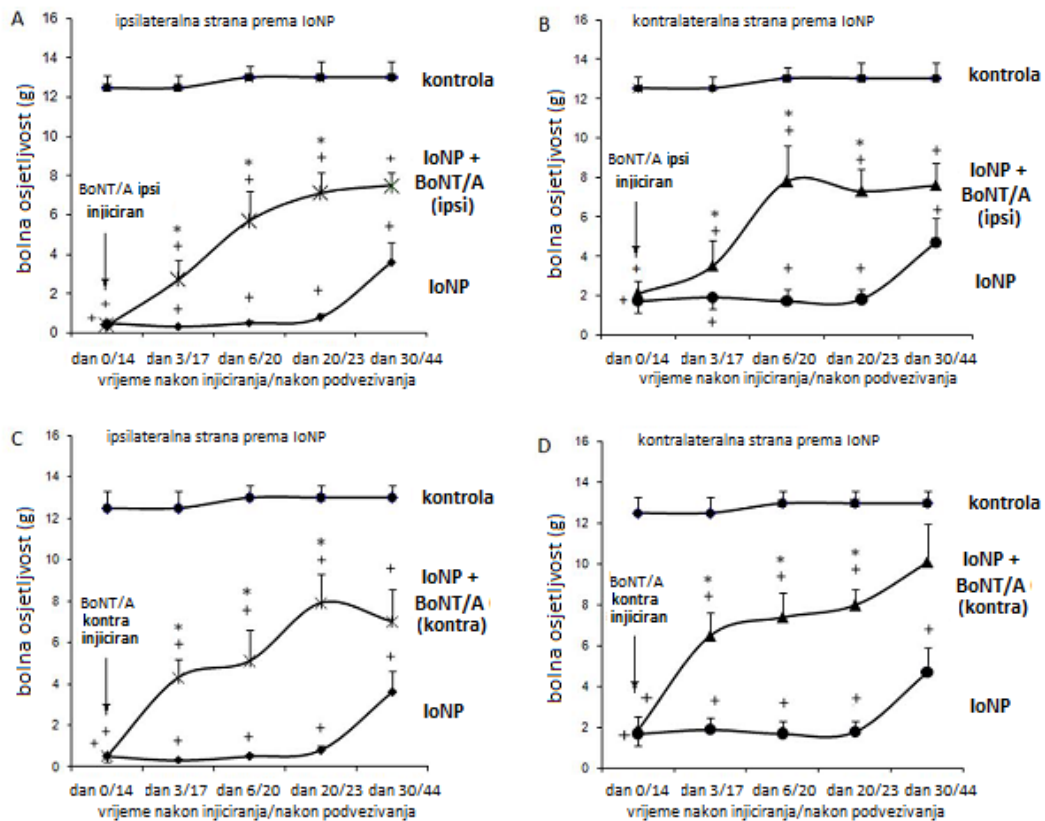 A
ipsilateralna strana prema IoNP
bolna osjetljivost (g)
16
14
12
10
8
6
4
2
0
kontrola
IoNP +
BoNT/A
(ipsi)
IoNP
BoNT/A ipsi
injiciran
* + * + * + +
+ + + + + +
dan 0/14 dan 3/17 dan 6/20 dan 20/23 dan 30/44
vrijeme nakon injiciranja/nakon podvezivanja
B
kontralateralna strana prema IoNP
bolna osjetljivost (g)
16
14
12
10
8
6
4
2
0
kontrola
IoNP +
BoNT/A
(ipsi)
IoNP
BoNT/A ipsi
injiciran
* + * + * + +
+ + + + + +
dan 0/14 dan 3/17 dan 6/20 dan 20/23 dan 30/44
vrijeme nakon injiciranja/nakon podvezivanja
C
ipsilateralna strana prema IoNP
bolna osjetljivost (g)
16
14
12
10
8
6
4
2
0
kontrola
IoNP +
BoNT/A
(kontra)
IoNP
BoNT/A
kontra
injiciran
* + * + * + +
+ + + + + +
dan 0/14 dan 3/17 dan 6/20 dan 20/23 dan 30/44
vrijeme nakon injiciranja/nakon podvezivanja
D
kontralateralna strana prema IoNP
bolna osjetljivost (g)
16
14
12
10
8
6
4
2
0
kontrola
IoNP +
BoNT/A
(kontra)
IoNP
BoNT/A
kontra
injiciran
* + * + * +
+ + + + + +
dan 0/14 dan 3/17 dan 6/20 dan 20/23 dan 30/44
vrijeme nakon injiciranja/nakon podvezivanja